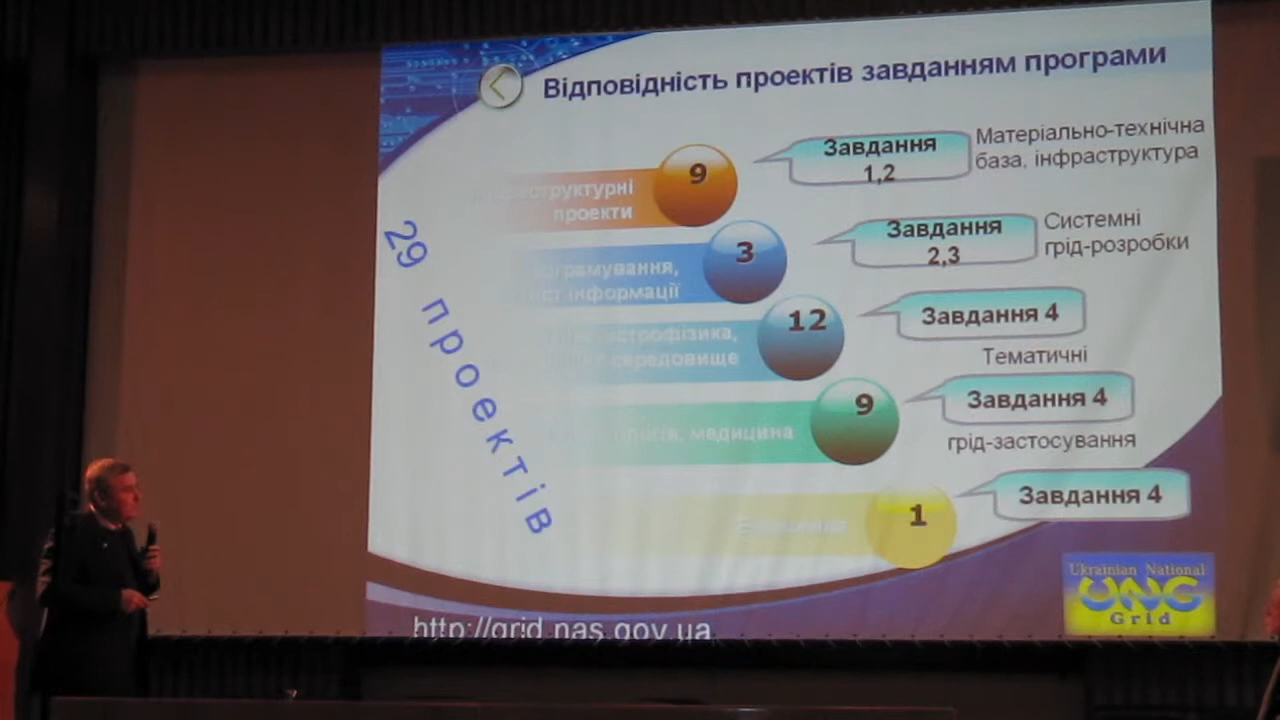 Відповідність проектів завданням програми
29 проектів
проекти
9
Завдання
1,2
Матеріально-технічна
база, інфраструктура
інформації
3
Завдання
2,3
Системні
грід-розробки
середовище
12
Завдання 4
Тематичні
медицина
9
Завдання 4
грід-застосування
1
Завдання 4
http://grid.nas.gov.ua
Ukrainian National
UNG
Grid